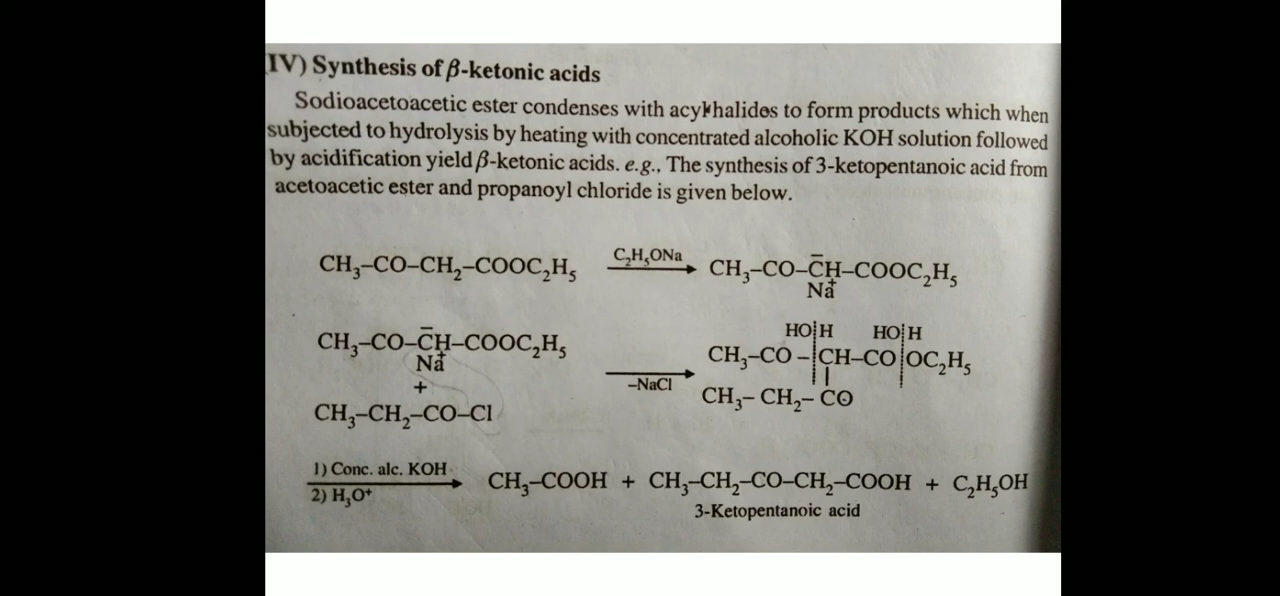 IV) Synthesis of β-ketonic acids
Sodioacetoacetic ester condenses with acyl halides to form products which when
subjected to hydrolysis by heating with concentrated alcoholic KOH solution followed
by acidification yield β-ketonic acids. e.g., The synthesis of 3-ketopentanoic acid from
acetoacetic ester and propanoyl chloride is given below.
CH₃–CO–CH₂–COOC₂H₅ C₂H₅ONa → CH₃–CO–C̄H–COOC₂H₅
Na⁺
HO H HO H
CH₃–CO–C̄H–COOC₂H₅ CH₃–CO–CH–CO OC₂H₅
Na⁺
+ –NaCl → CH₃–CH₂–CO
CH₃–CH₂–CO–Cl
1) Conc. alc. KOH
2) H₃O⁺ → CH₃–COOH + CH₃–CH₂–CO–CH₂–COOH + C₂H₅OH
3-Ketopentanoic acid